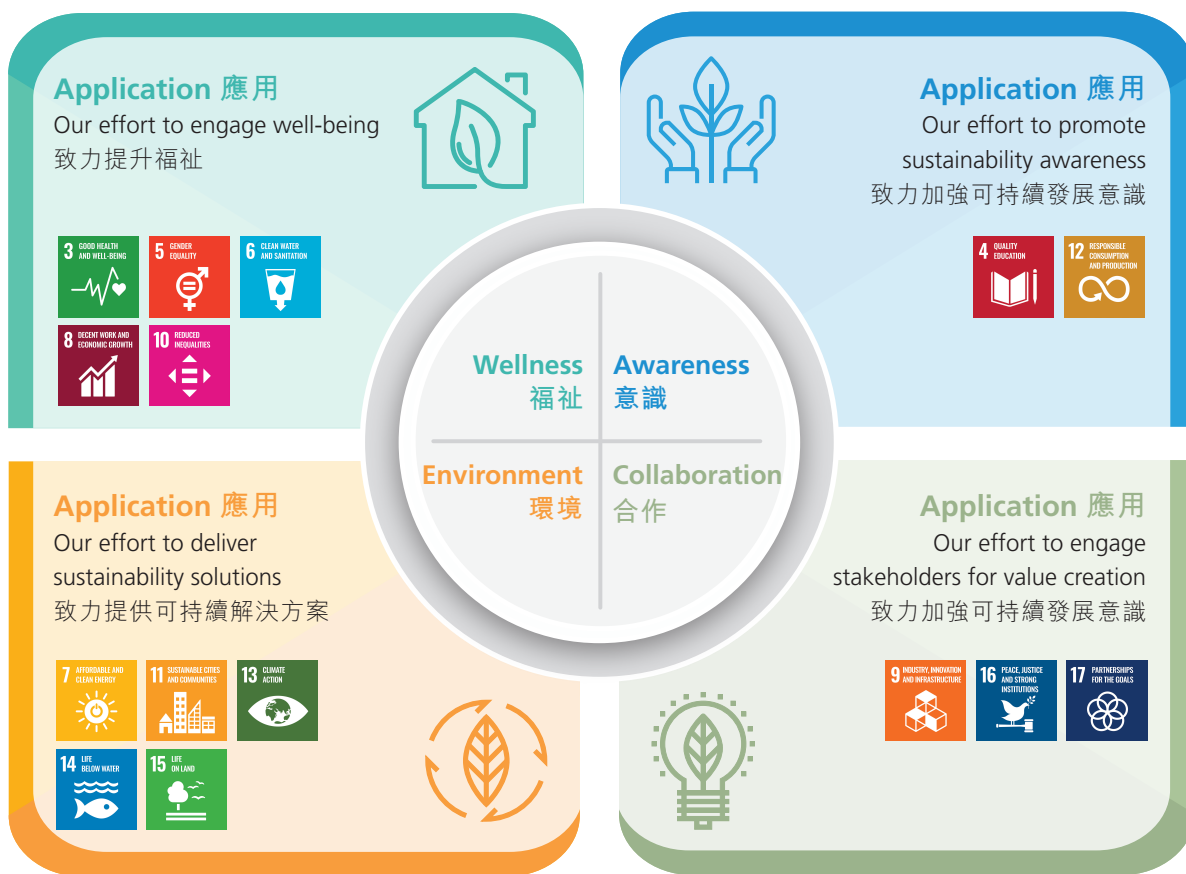 Application 應用
Our effort to engage well-being
致力提升福祉
3 GOOD HEALTH
AND WELL-BEING
5 GENDER
EQUALITY
6 CLEAN WATER
AND SANITATION
8 DECENT WORK AND
ECONOMIC GROWTH
10 REDUCED
INEQUALITIES
Application 應用
Our effort to promote
sustainability awareness
致力加強可持續發展意識
4 QUALITY
EDUCATION
12 RESPONSIBLE
CONSUMPTION
AND PRODUCTION
Wellness
福祉
Awareness
意識
Environment
環境
Collaboration
合作
Application 應用
Our effort to deliver
sustainability solutions
致力提供可持續解決方案
7 AFFORDABLE AND
CLEAN ENERGY
11 SUSTAINABLE CITIES
AND COMMUNITIES
13 CLIMATE
ACTION
14 LIFE
BELOW WATER
15 LIFE
ON LAND
Application 應用
Our effort to engage
stakeholders for value creation
致力加強可持續發展意識
9 INDUSTRY, INNOVATION
AND INFRASTRUCTURE
16 PEACE, JUSTICE
AND STRONG
INSTITUTIONS
17 PARTNERSHIPS
FOR THE GOALS